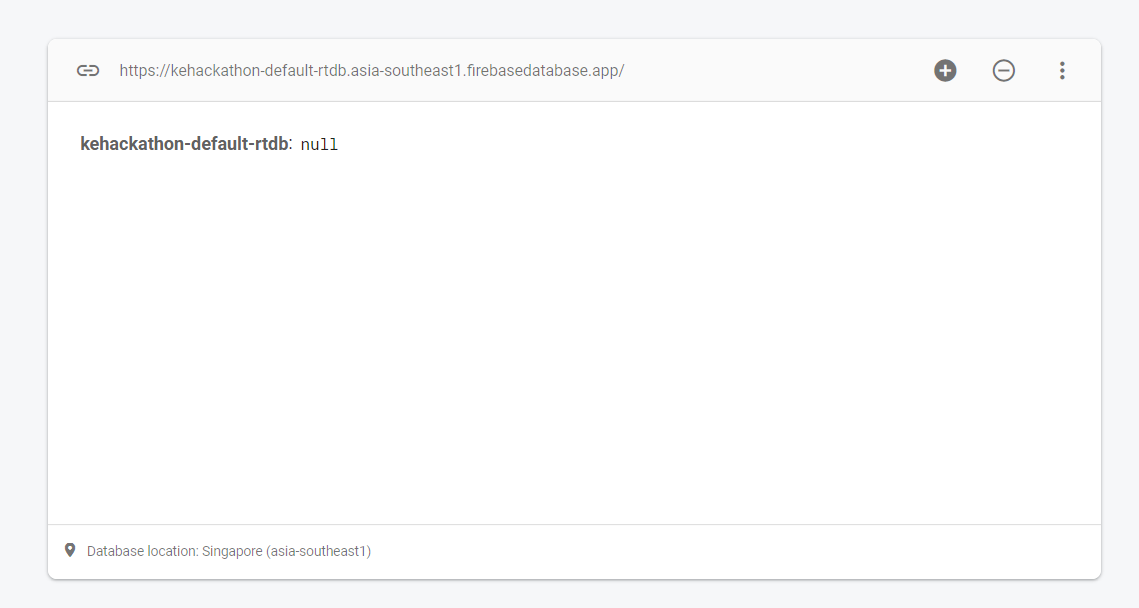 https://kehackathon-default-rtdb.asia-southeast1.firebasedatabase.app/
kehackathon-default-rtdb: null
Database location: Singapore (asia-southeast1)